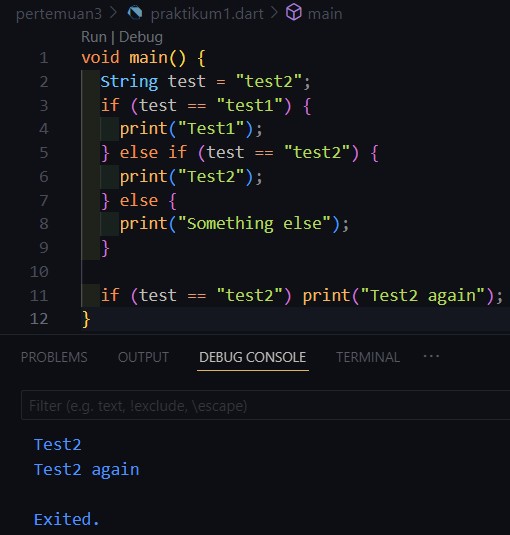 pertemuan3 > praktikum1.dart > main
Run | Debug
1 void main() {
2 String test = "test2";
3 if (test == "test1") {
4 print("Test1");
5 } else if (test == "test2") {
6 print("Test2");
7 } else {
8 print("Something else");
9 }
10
11 if (test == "test2") print("Test2 again");
12 }
PROBLEMS OUTPUT DEBUG CONSOLE TERMINAL ...
Filter (e.g. text, !exclude, \escape)
Test2
Test2 again
Exited.